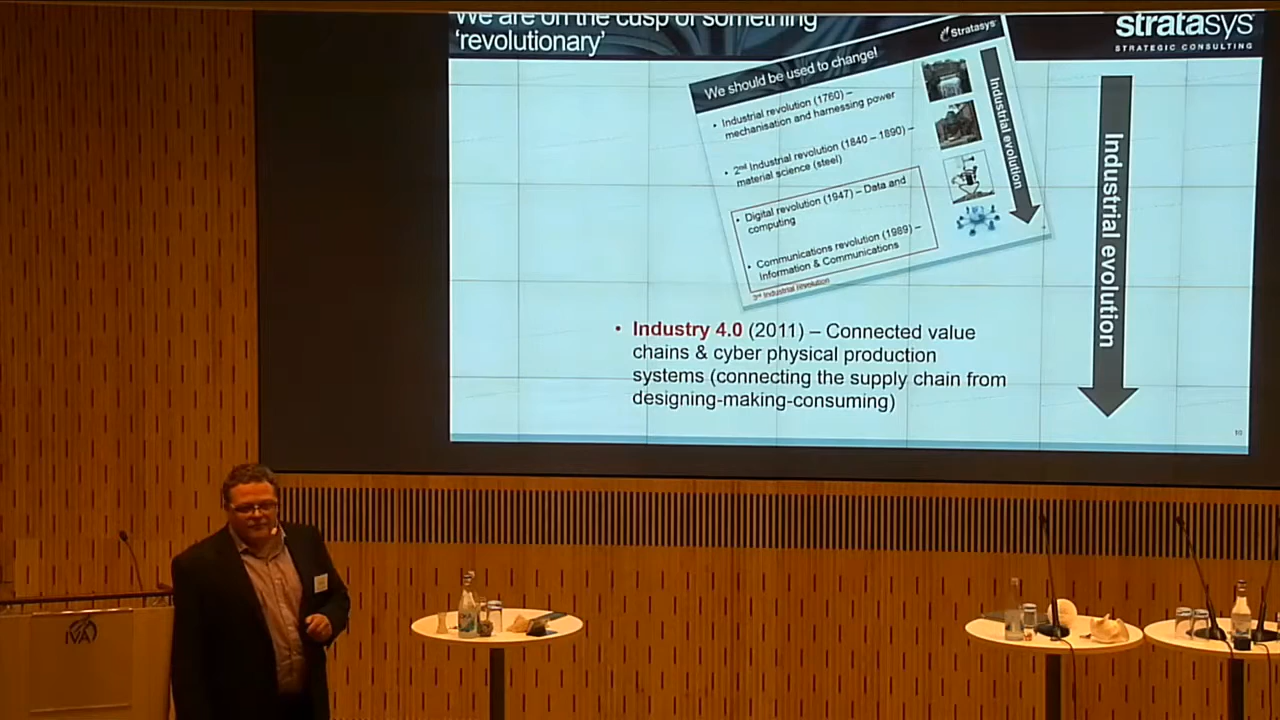 We are on the cusp of something
'revolutionary'
stratasys
STRATEGIC CONSULTING
Stratasys
We should be used to change!
• Industrial revolution (1760) –
mechanisation and harnessing power
• 2nd Industrial revolution (1840 – 1890) –
material science (steel)
• Digital revolution (1947) – Data and
computing
• Communications revolution (1989) –
Information & Communications
3rd Industrial Revolution
Industrial evolution
Industrial evolution
• Industry 4.0 (2011) – Connected value
chains & cyber physical production
systems (connecting the supply chain from
designing-making-consuming)
10
IVA